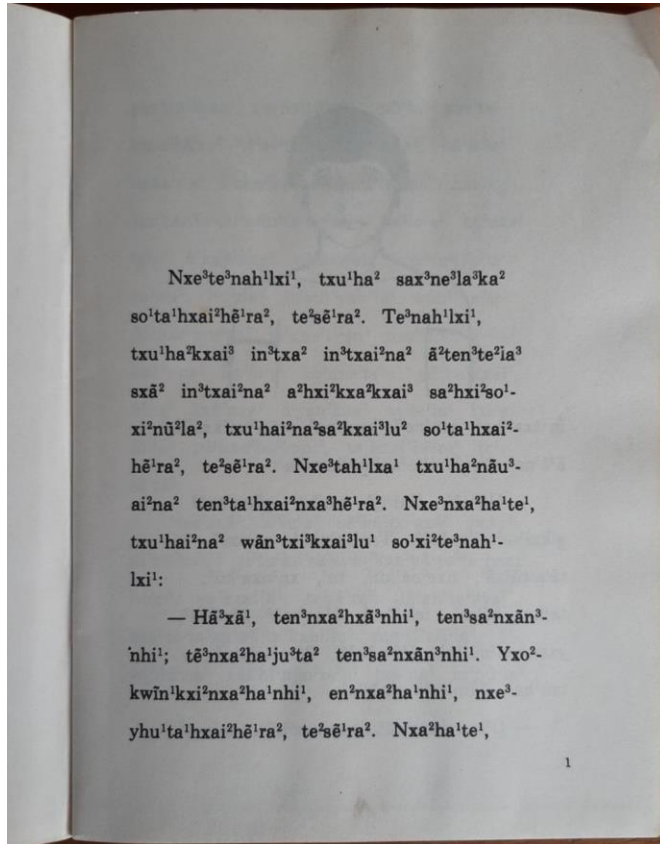 Nxe³te³nah¹lxi¹, txu¹ha² sax³ne³la³ka²
so¹ta¹hxai²hẽ¹ra², te²sẽ¹ra². Te³nah¹lxi¹,
txu¹ha²kxai³ in³txa² in³txai²na² ã²ten³te²ia³
sxã² in³txai²na² a²hxi²kxa²kxai³ sa²hxi²so¹-
xi²nũ²la², txu¹hai²na²sa²kxai³lu² so¹ta¹hxai²-
hẽ¹ra², te²sẽ¹ra². Nxe³tah¹lxa¹ txu¹ha²nãu³-
ai²na² ten³ta¹hxai²nxa³hẽ¹ra². Nxe³nxa²ha¹te¹,
txu¹hai²na² wãn³txi³kxai³lu¹ so¹xi²te³nah¹-
lxi¹:
— Hã³xã¹, ten³nxa²hxã³nhi¹, ten³sa²nxãn³-
nhi¹; tẽ³nxa²ha¹ju³ta² ten³sa²nxãn³nhi¹. Yxo²-
kwĩn¹kxi²nxa²ha¹nhi¹, en²nxa²ha¹nhi¹, nxe³-
yhu¹ta¹hxai²hẽ¹ra², te²sẽ¹ra². Nxa²ha¹te¹,
1